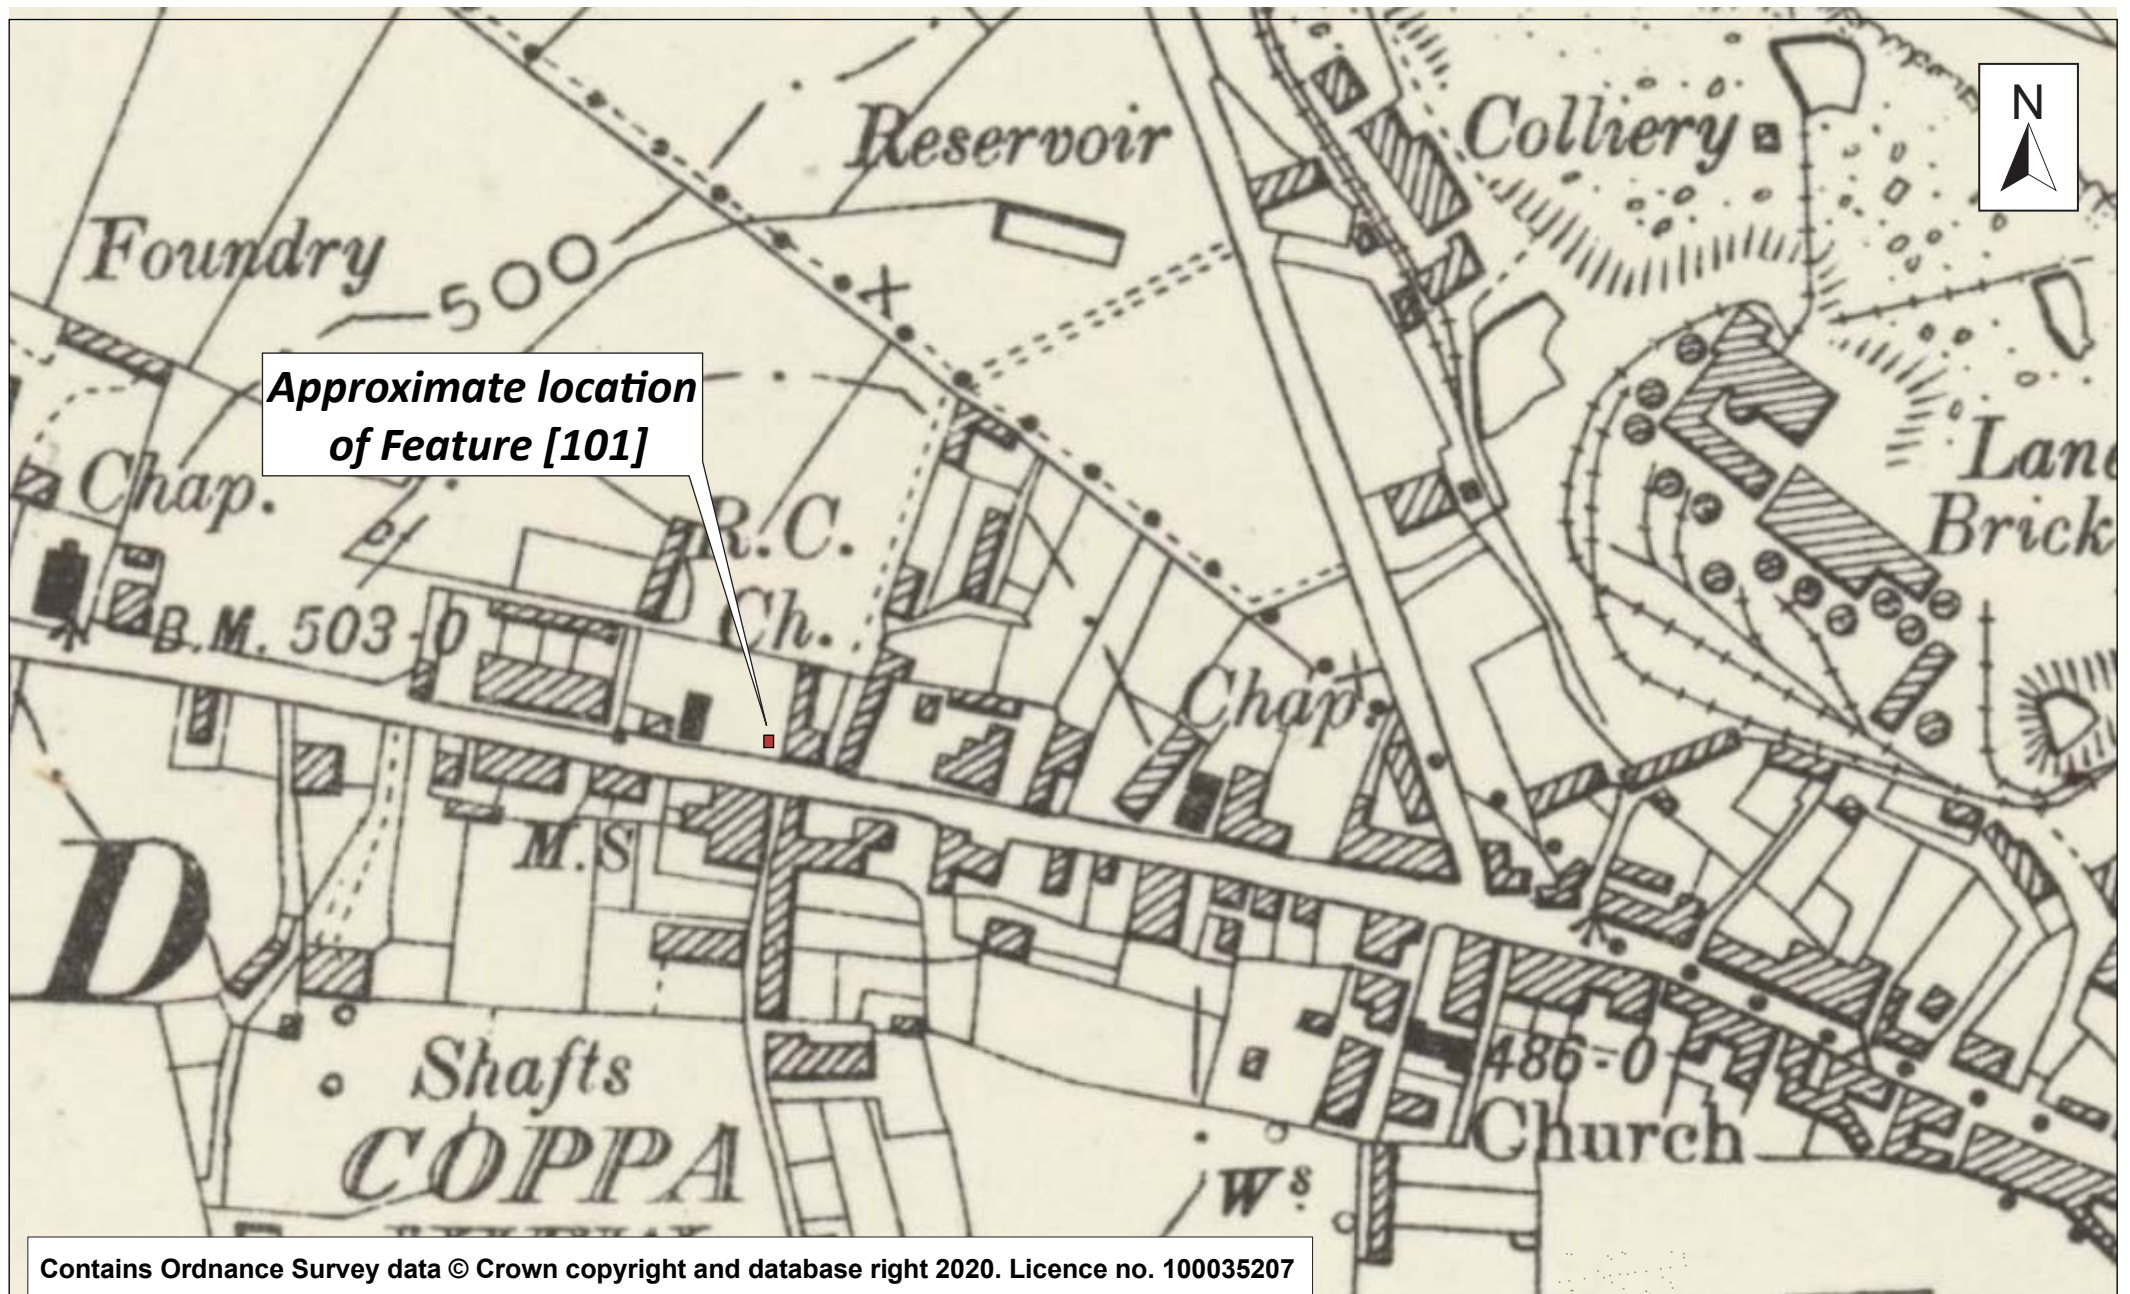 N
Reservoir
Colliery
Foundry
500
Approximate location
of Feature [101]
Chap.
R.C.
Ch.
Lane
Brick
B.M. 503·0
Chap.
D
M.S
486·0
Church
Shafts
COPPA
Ws
Contains Ordnance Survey data © Crown copyright and database right 2020. Licence no. 100035207